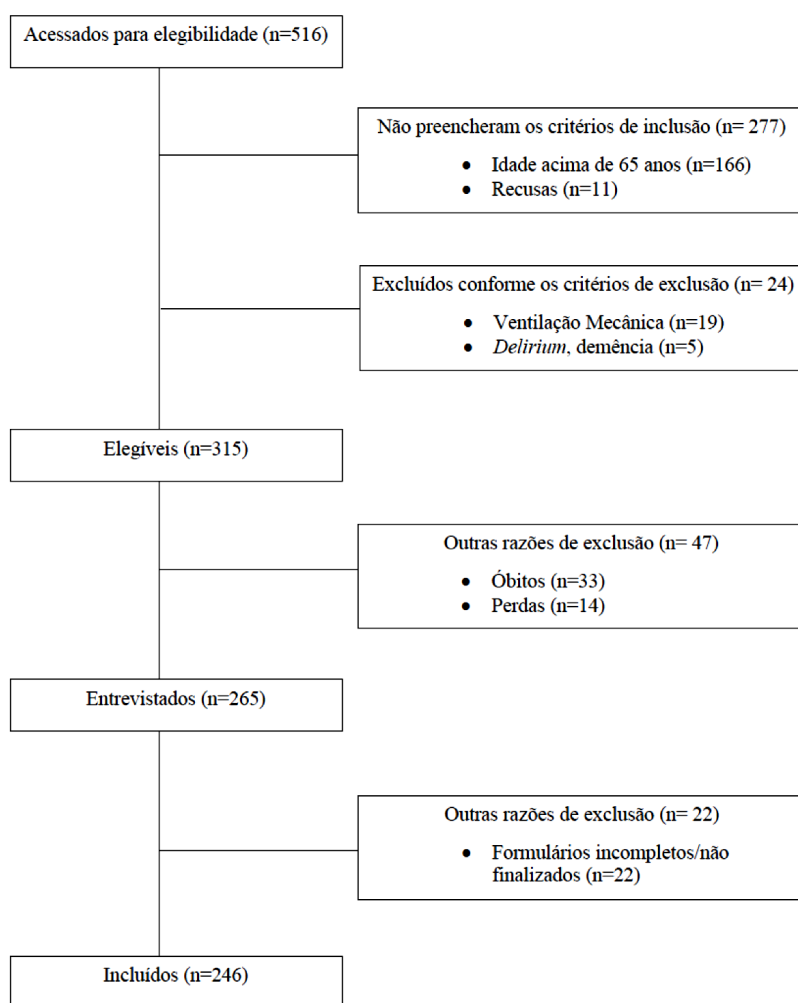 Acessados para elegibilidade (n=516)
Não preencheram os critérios de inclusão (n= 277)
• Idade acima de 65 anos (n=166)
• Recusas (n=11)
Excluídos conforme os critérios de exclusão (n= 24)
• Ventilação Mecânica (n=19)
• Delirium, demência (n=5)
Elegíveis (n=315)
Outras razões de exclusão (n= 47)
• Óbitos (n=33)
• Perdas (n=14)
Entrevistados (n=265)
Outras razões de exclusão (n= 22)
• Formulários incompletos/não
finalizados (n=22)
Incluídos (n=246)